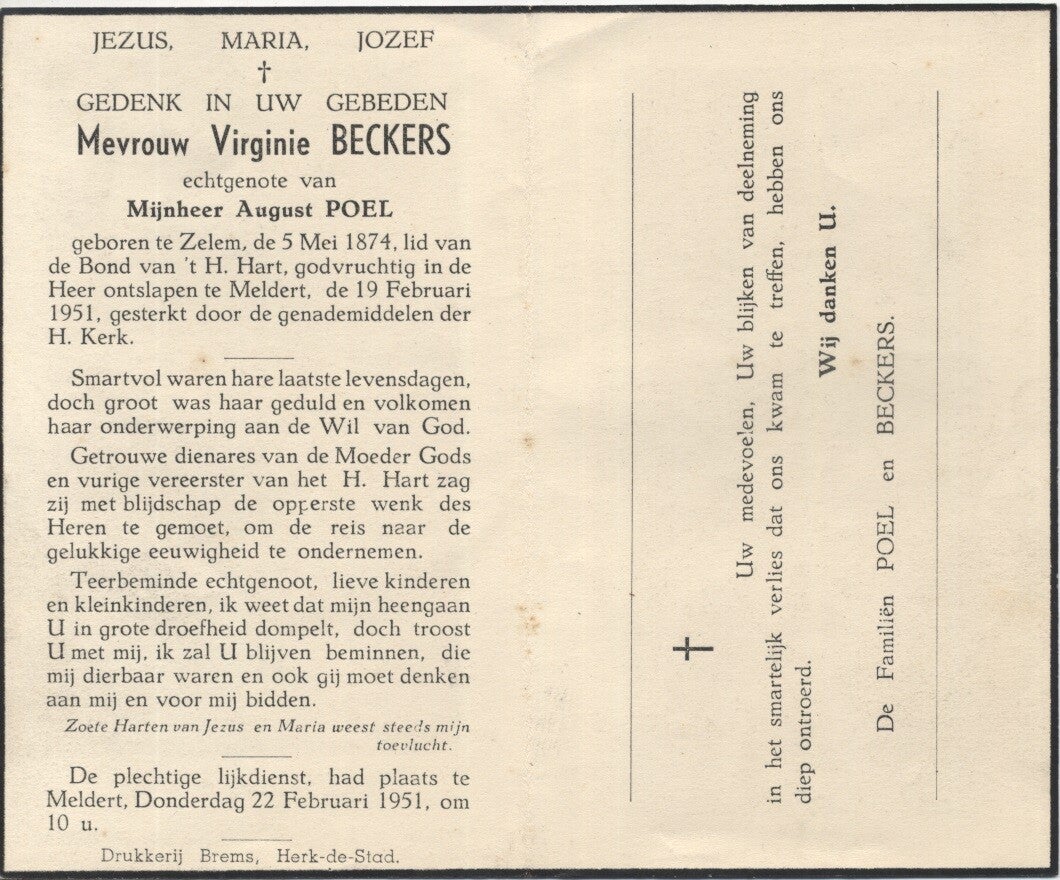 JEZUS, MARIA, JOZEF
†
GEDENK IN UW GEBEDEN
Mevrouw Virginie BECKERS
echtgenote van
Mijnheer August POEL
geboren te Zelem, de 5 Mei 1874, lid van
de Bond van 't H. Hart, godvruchtig in de
Heer ontslapen te Meldert, de 19 Februari
1951, gesterkt door de genademiddelen der
H. Kerk.
Smartvol waren hare laatste levensdagen,
doch groot was haar geduld en volkomen
haar onderwerping aan de Wil van God.
Getrouwe dienares van de Moeder Gods
en vurige vereerster van het H. Hart zag
zij met blijdschap de opperste wenk des
Heren te gemoet, om de reis naar de
gelukkige eeuwigheid te ondernemen.
Teerbeminde echtgenoot, lieve kinderen
en kleinkinderen, ik weet dat mijn heengaan
U in grote droefheid dompelt, doch troost
U met mij, ik zal U blijven beminnen, die
mij dierbaar waren en ook gij moet denken
aan mij en voor mij bidden.
Zoete Harten van Jezus en Maria weest steeds mijn
toevlucht.
De plechtige lijkdienst, had plaats te
Meldert, Donderdag 22 Februari 1951, om
10 u.
Drukkerij Brems, Herk-de-Stad.
†
Uw medevoelen, Uw blijken van deelneming
in het smartelijk verlies dat ons kwam te treffen, hebben ons
diep ontroerd.
Wij danken U.
De Familiën POEL en BECKERS.